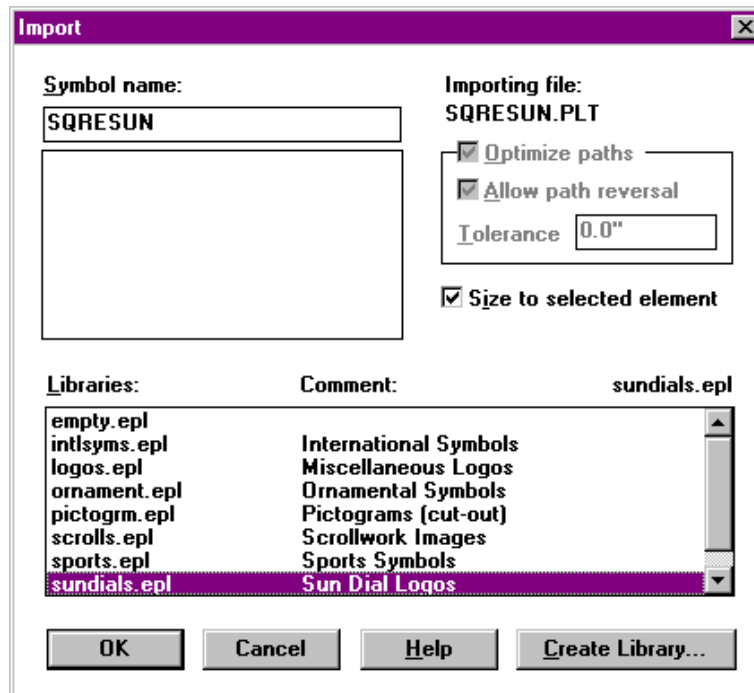 Import
Symbol name:
SQRESUN
Importing file:
SQRESUN.PLT
Optimize paths
Allow path reversal
Tolerance 0.0"
Size to selected element
Libraries: Comment: sundials.epl
empty.epl
intlsyms.epl International Symbols
logos.epl Miscellaneous Logos
ornament.epl Ornamental Symbols
pictogrm.epl Pictograms (cut-out)
scrolls.epl Scrollwork Images
sports.epl Sports Symbols
sundials.epl Sun Dial Logos
OK Cancel Help Create Library...